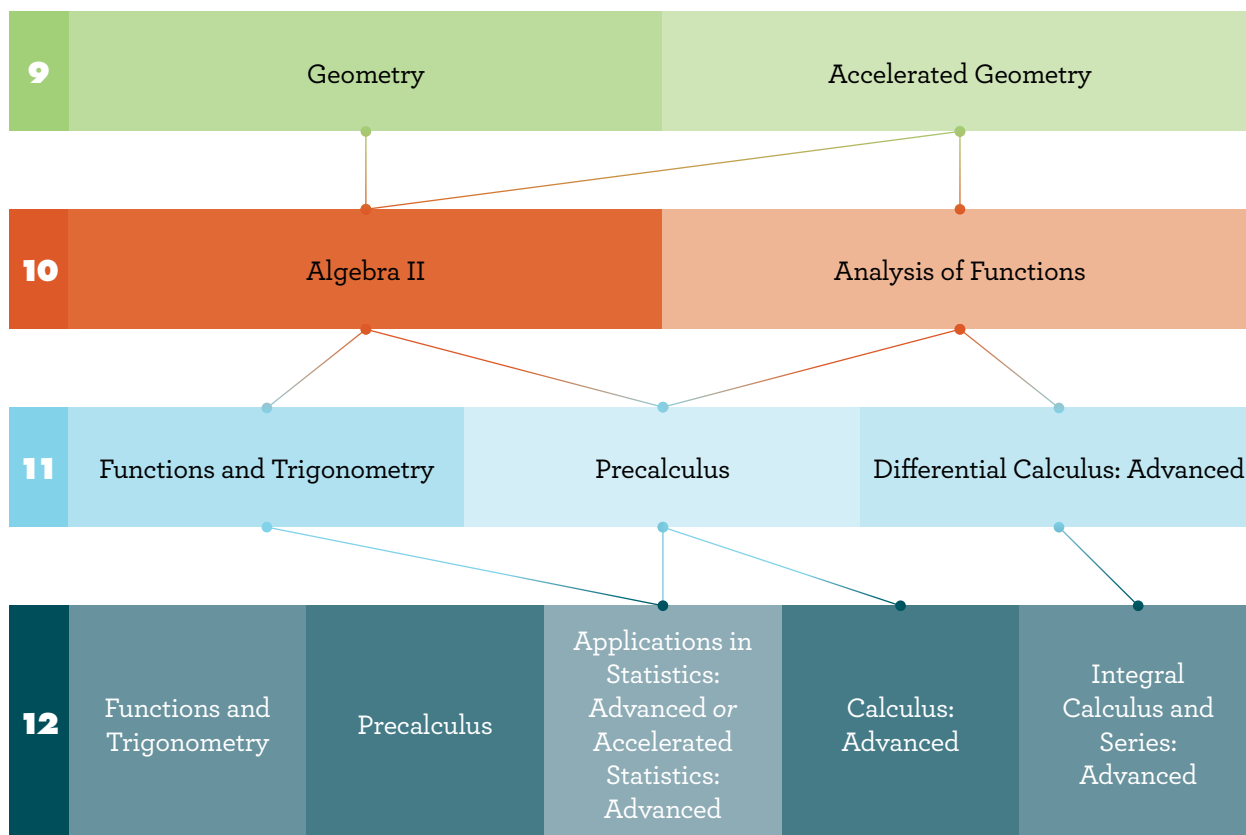 9
Geometry
Accelerated Geometry
10
Algebra II
Analysis of Functions
11
Functions and Trigonometry
Precalculus
Differential Calculus: Advanced
12
Functions and
Trigonometry
Precalculus
Applications in
Statistics:
Advanced or
Accelerated
Statistics:
Advanced
Calculus:
Advanced
Integral
Calculus and
Series:
Advanced